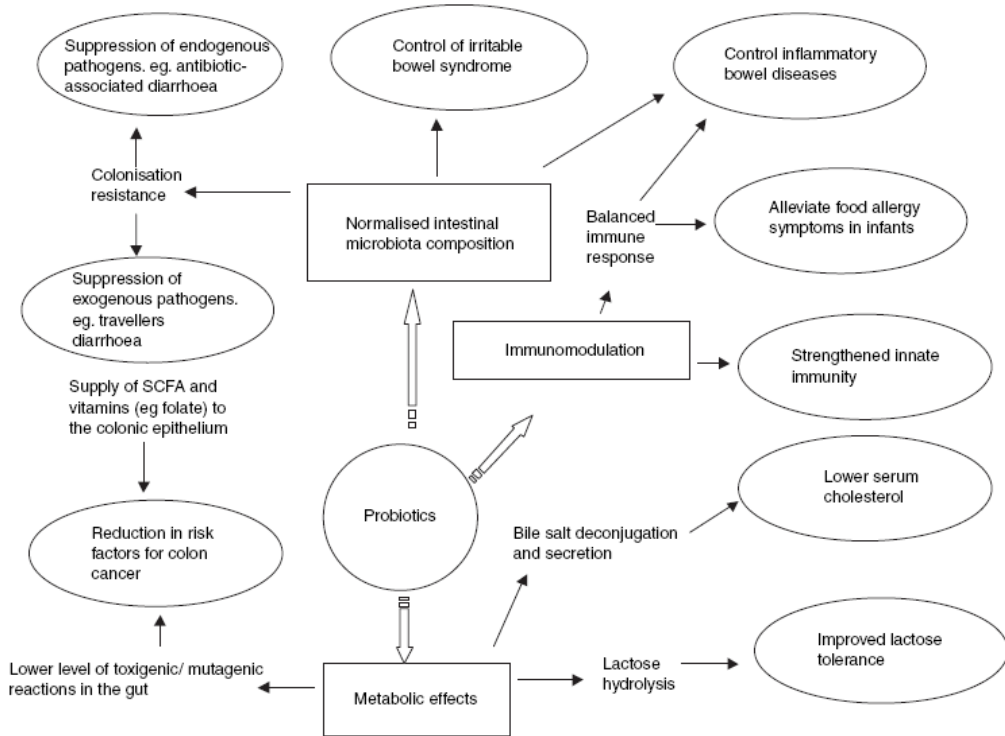 Suppression of endogenous
pathogens. eg. antibiotic-
associated diarrhoea
Control of irritable
bowel syndrome
Control inflammatory
bowel diseases
Colonisation
resistance
Normalised intestinal
microbiota composition
Balanced
immune
response
Alleviate food allergy
symptoms in infants
Suppression of
exogenous pathogens.
eg. travellers
diarrhoea
Immunomodulation
Strengthened innate
immunity
Supply of SCFA and
vitamins (eg folate) to
the colonic epithelium
Lower serum
cholesterol
Probiotics
Bile salt deconjugation
and secretion
Reduction in risk
factors for colon
cancer
Improved lactose
tolerance
Lower level of toxigenic/ mutagenic
reactions in the gut
Metabolic effects
Lactose
hydrolysis